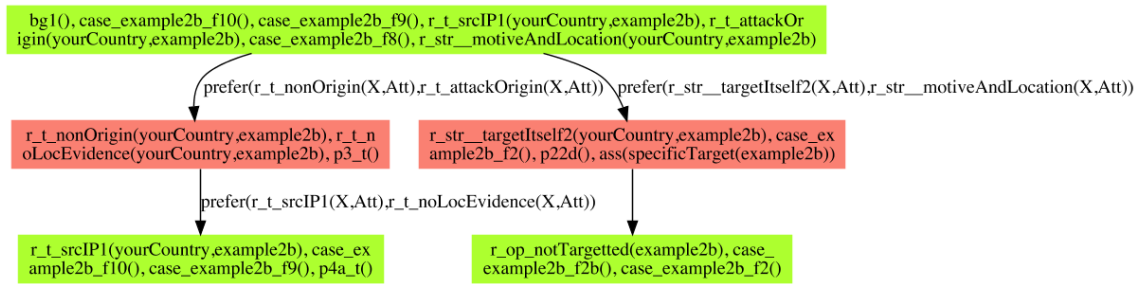 bg1(), case_example2b_f10(), case_example2b_f9(), r_t_srcIP1(yourCountry,example2b), r_t_attackOr
igin(yourCountry,example2b), case_example2b_f8(), r_str__motiveAndLocation(yourCountry,example2b)
prefer(r_t_nonOrigin(X,Att),r_t_attackOrigin(X,Att))
prefer(r_str__targetItself2(X,Att),r_str__motiveAndLocation(X,Att))
r_t_nonOrigin(yourCountry,example2b), r_t_n
oLocEvidence(yourCountry,example2b), p3_t()
r_str__targetItself2(yourCountry,example2b), case_ex
ample2b_f2(), p22d(), ass(specificTarget(example2b))
prefer(r_t_srcIP1(X,Att),r_t_noLocEvidence(X,Att))
r_t_srcIP1(yourCountry,example2b), case_ex
ample2b_f10(), case_example2b_f9(), p4a_t()
r_op_notTargetted(example2b), case_
example2b_f2b(), case_example2b_f2()